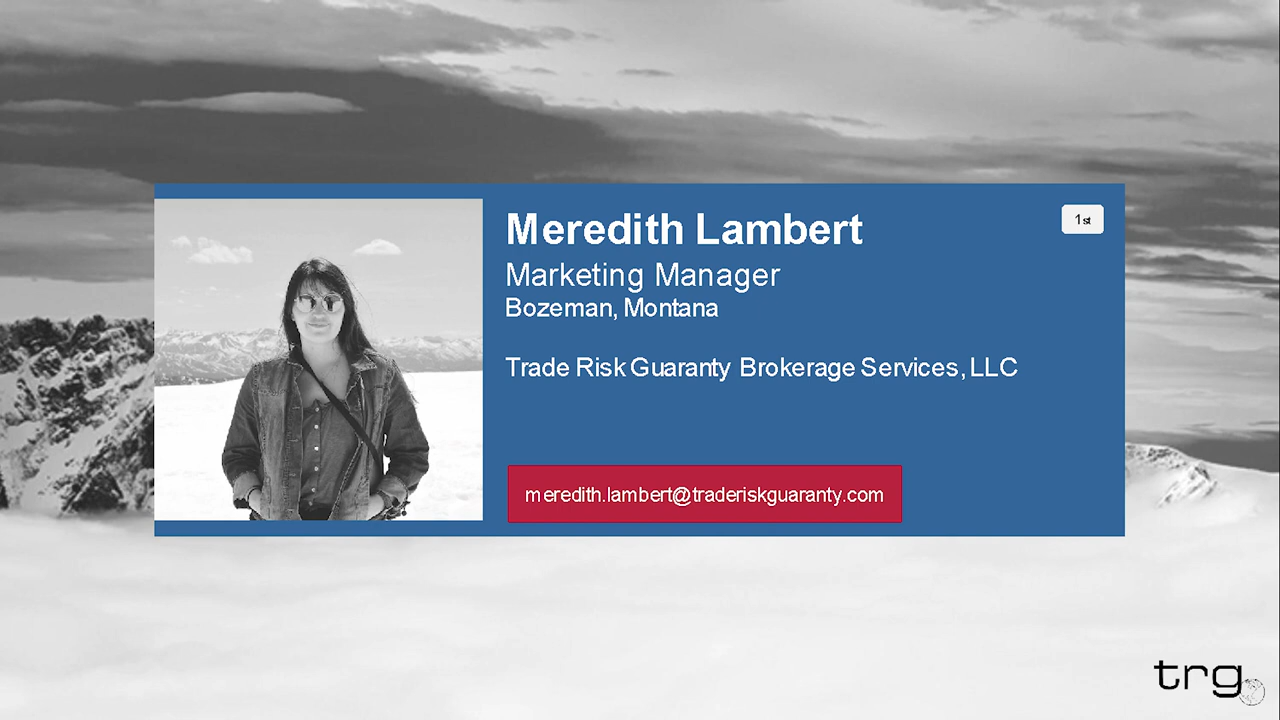 Meredith Lambert
1st
Marketing Manager
Bozeman, Montana
Trade Risk Guaranty Brokerage Services, LLC
meredith.lambert@traderiskguaranty.com
trg